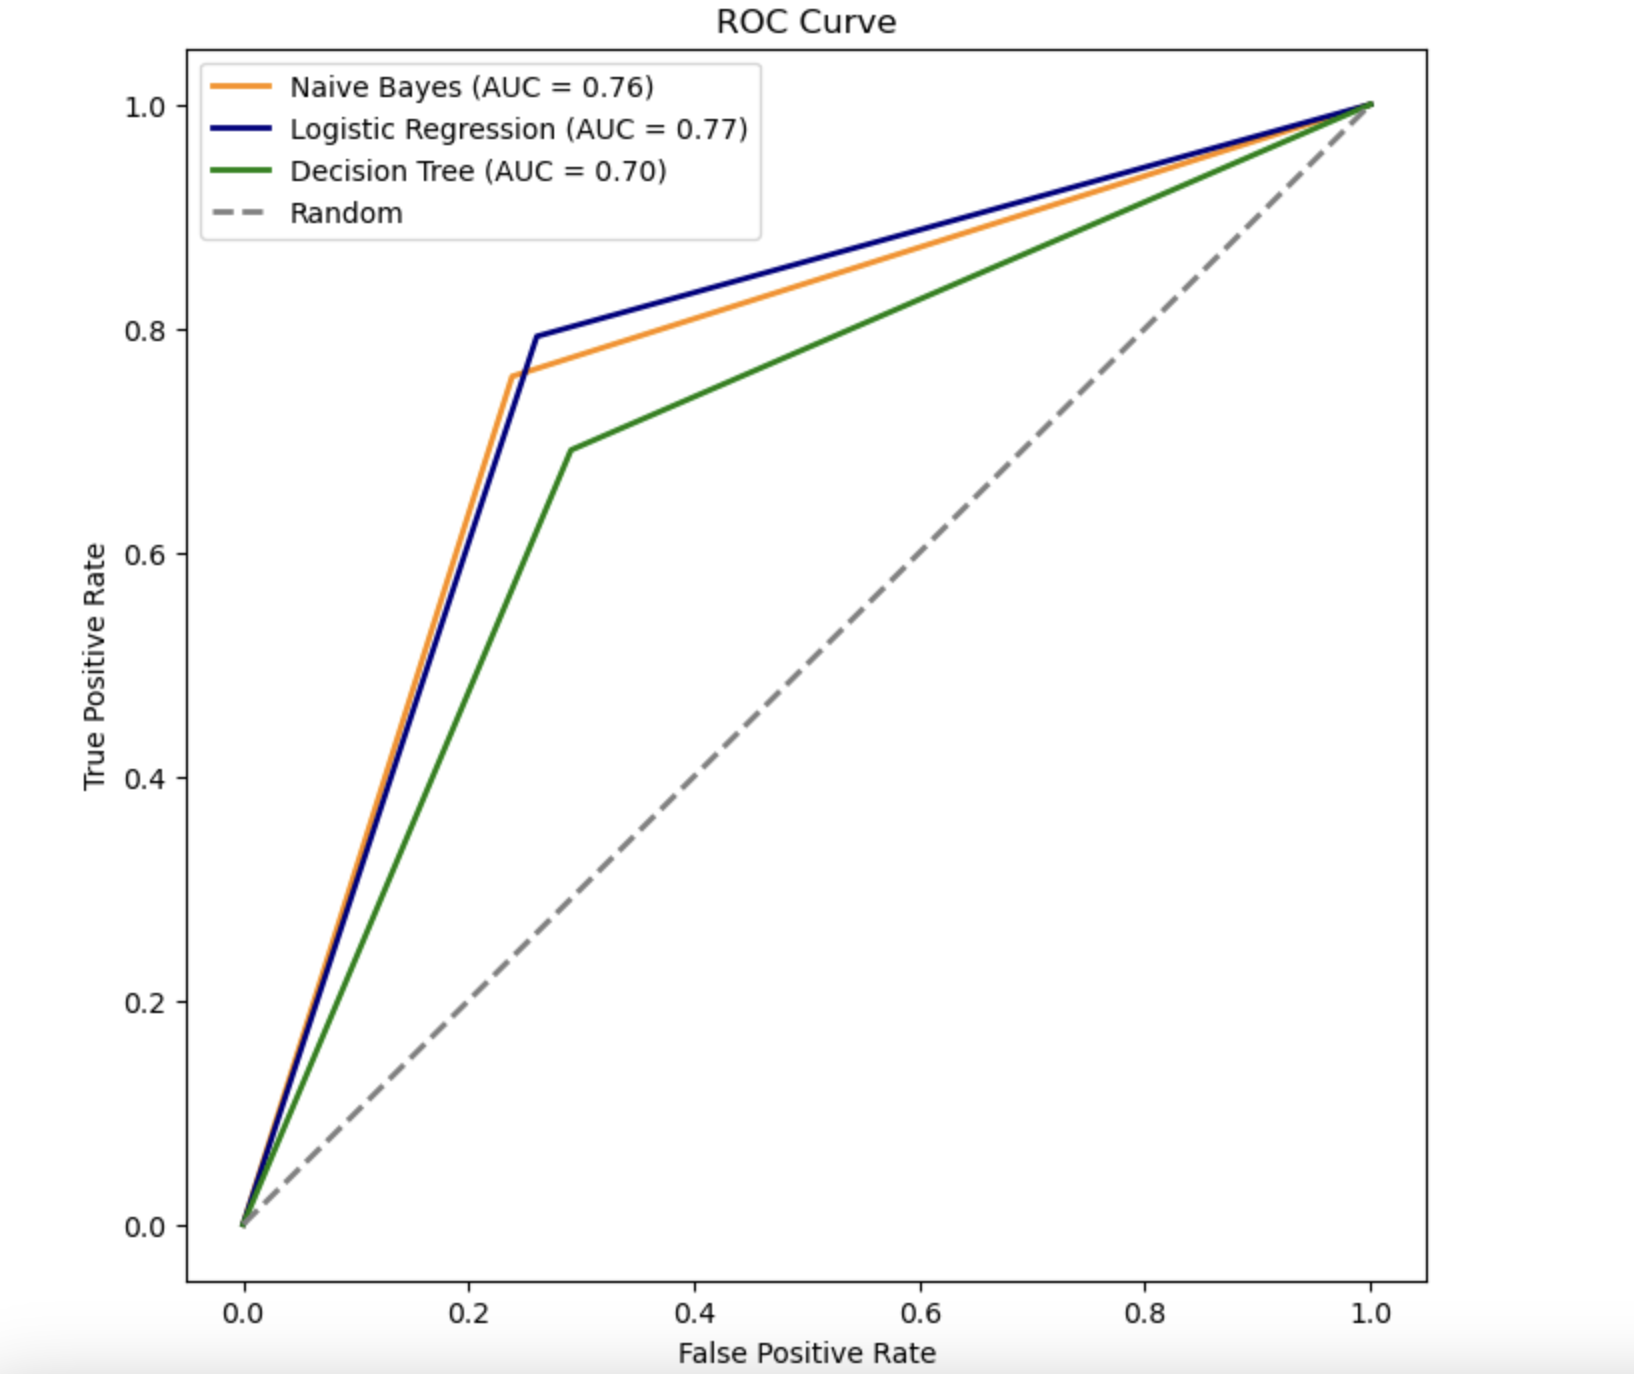 ROC Curve
Naive Bayes (AUC = 0.76)
Logistic Regression (AUC = 0.77)
Decision Tree (AUC = 0.70)
Random
True Positive Rate
1.0
0.8
0.6
0.4
0.2
0.0
0.0 0.2 0.4 0.6 0.8 1.0
False Positive Rate